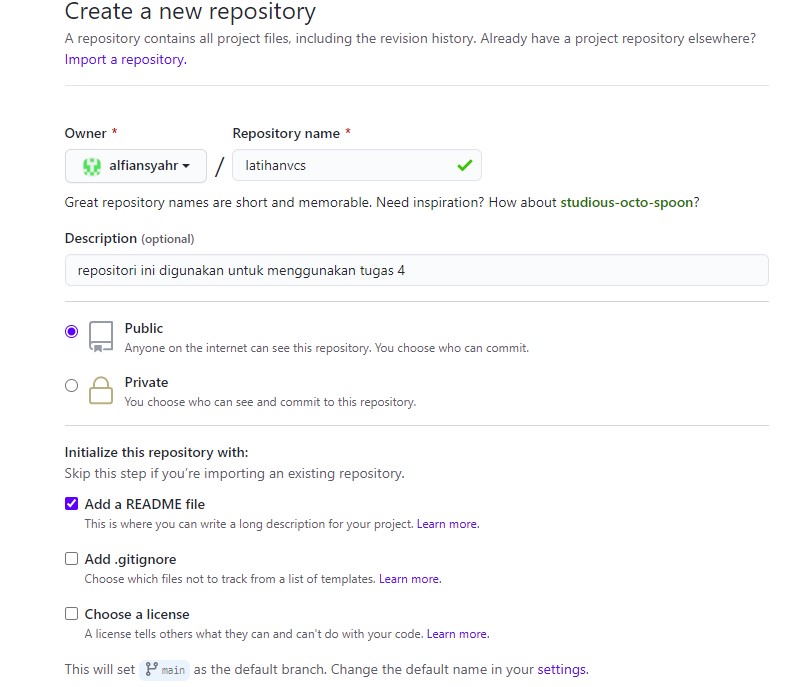 Create a new repository
A repository contains all project files, including the revision history. Already have a project repository elsewhere?
Import a repository.
Owner * Repository name *
alfiansyahr / latihanvcs
Great repository names are short and memorable. Need inspiration? How about studious-octo-spoon?
Description (optional)
repositori ini digunakan untuk menggunakan tugas 4
Public
Anyone on the internet can see this repository. You choose who can commit.
Private
You choose who can see and commit to this repository.
Initialize this repository with:
Skip this step if you're importing an existing repository.
Add a README file
This is where you can write a long description for your project. Learn more.
Add .gitignore
Choose which files not to track from a list of templates. Learn more.
Choose a license
A license tells others what they can and can't do with your code. Learn more.
This will set main as the default branch. Change the default name in your settings.